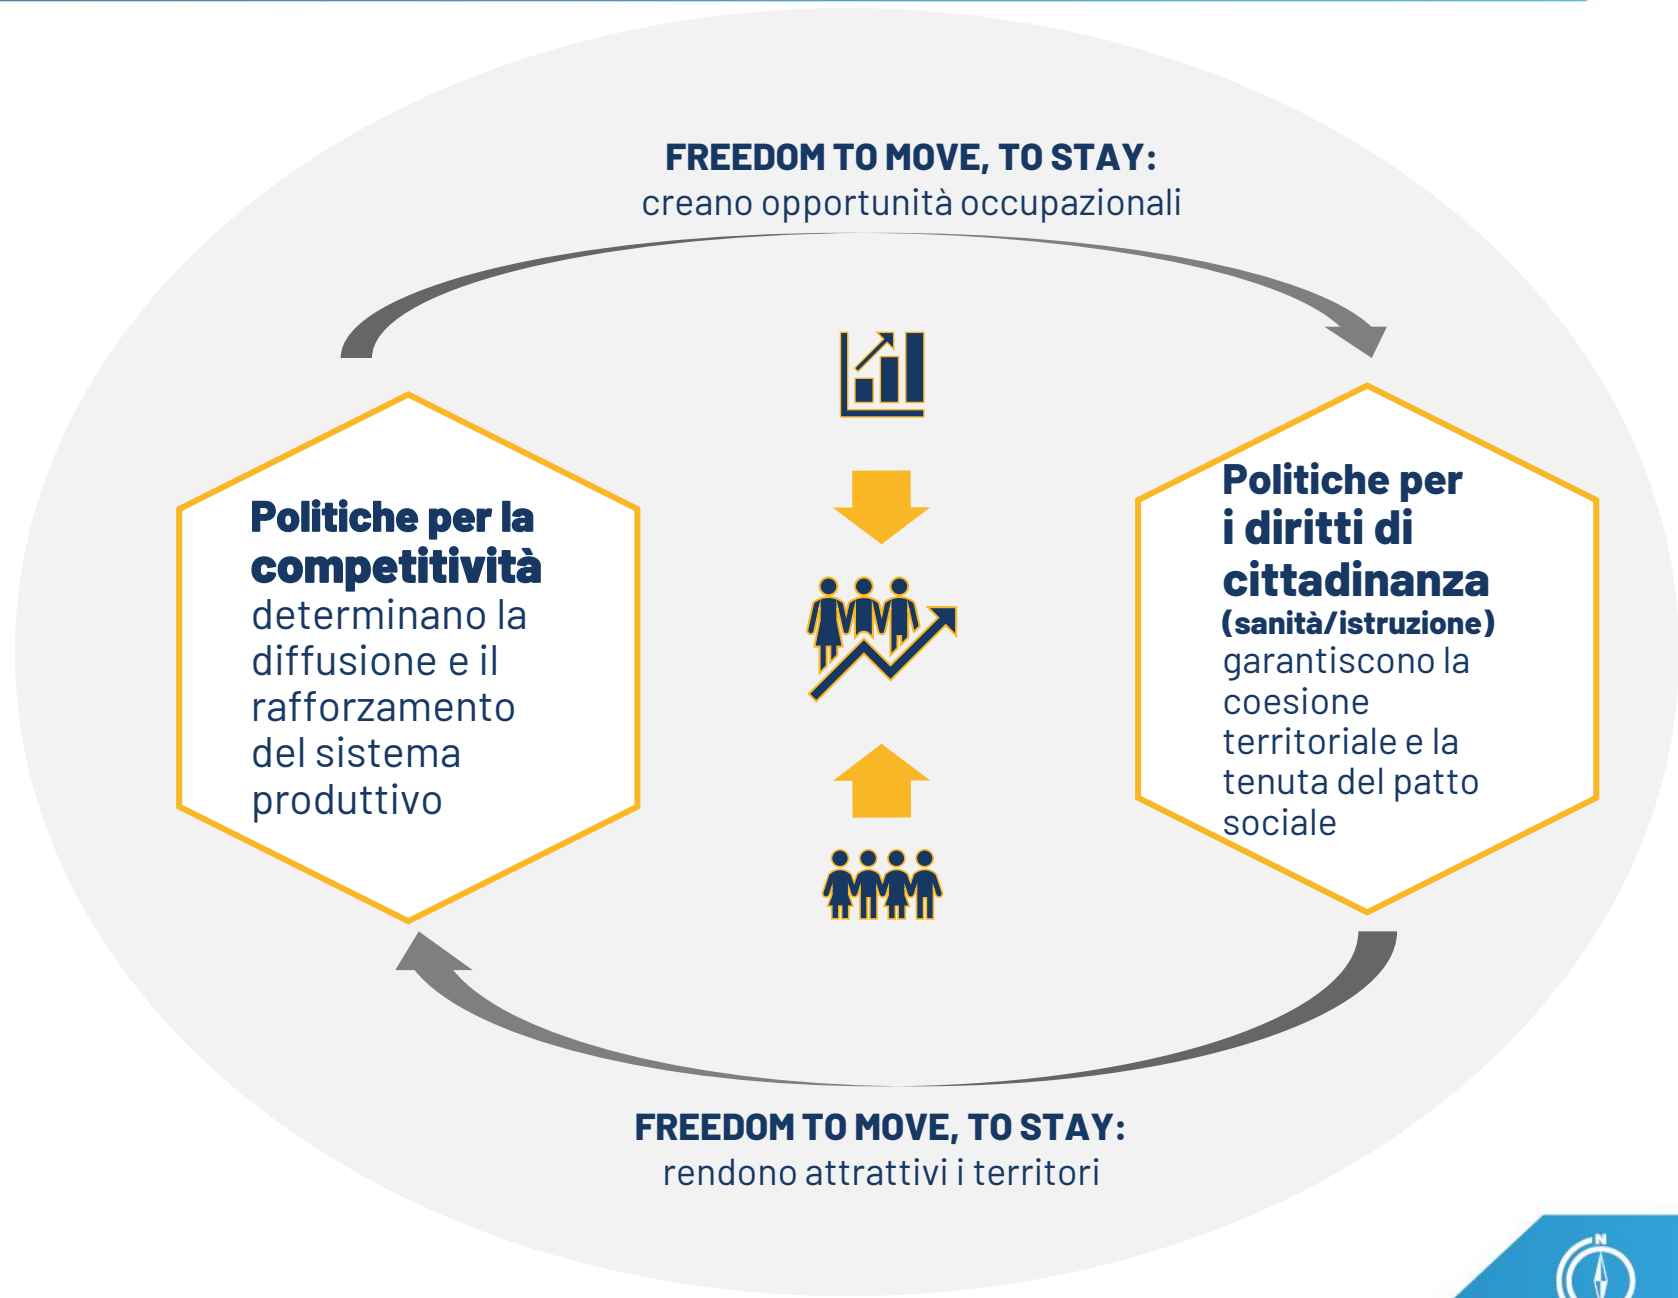 FREEDOM TO MOVE, TO STAY:
creano opportunità occupazionali
Politiche per la
competitività
determinano la
diffusione e il
rafforzamento
del sistema
produttivo
Politiche per
i diritti di
cittadinanza
(sanità/istruzione)
garantiscono la
coesione
territoriale e la
tenuta del patto
sociale
FREEDOM TO MOVE, TO STAY:
rendono attrattivi i territori
N